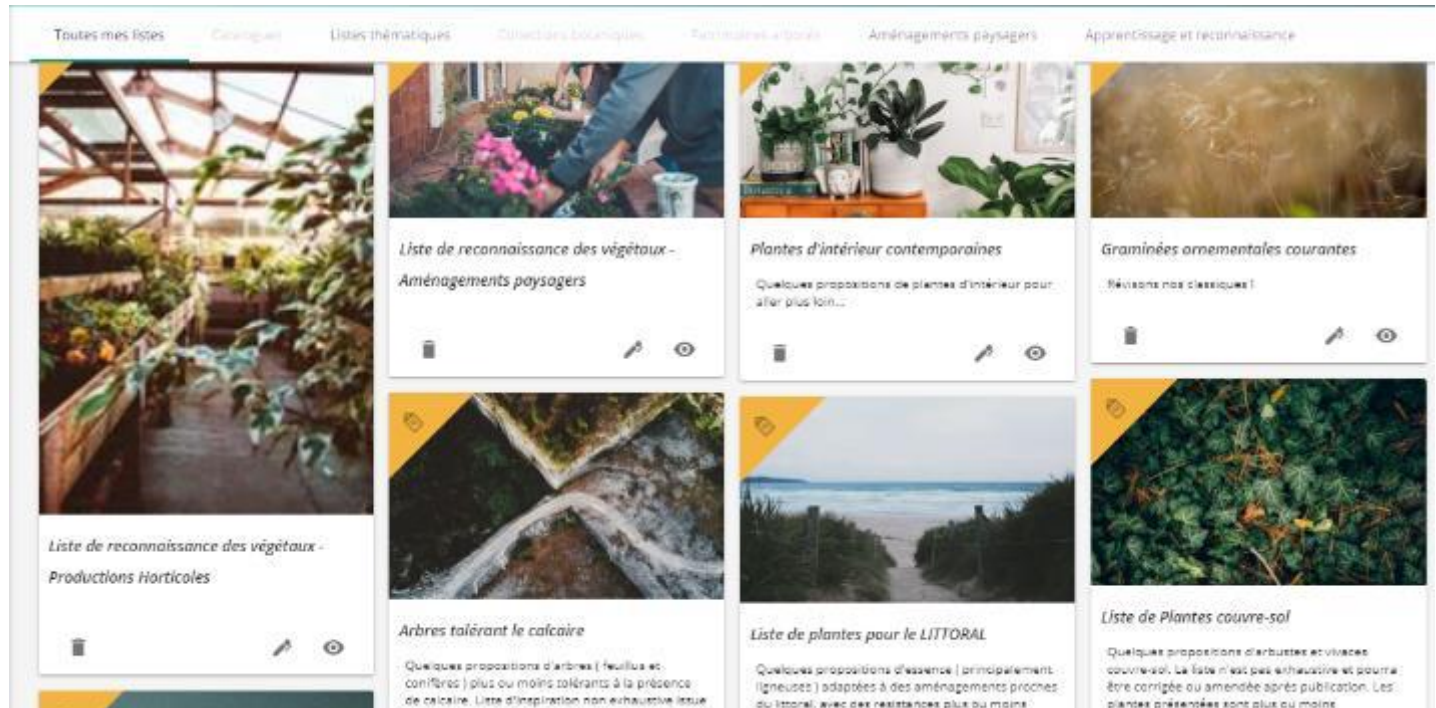 Toutes mes listes
Catalogues
Listes thématiques
Collections botaniques
Patrimoines arborés
Aménagements paysagers
Apprentissage et reconnaissance
Liste de reconnaissance des végétaux -
Productions Horticoles
Liste de reconnaissance des végétaux -
Aménagements paysagers
Plantes d'intérieur contemporaines
Quelques propositions de plantes d'intérieur pour
aller plus loin...
Graminées ornementales courantes
Révisons nos classiques !
Arbres tolérant le calcaire
Quelques propositions d'arbres ( feuillus et
conifères ) plus ou moins tolérants à la présence
de calcaire. Liste d'inspiration non exhaustive issue
Liste de plantes pour le LITTORAL
Quelques propositions d'essence ( principalement
ligneuses ) adaptées à des aménagements proches
du littoral, avec des resistances plus ou moins
Liste de Plantes couvre-sol
Quelques propositions d'arbustes et vivaces
couvre-sol. La liste n'est pas exhaustive et pourra
être corrigée ou amendée après publication. Les
plantes présentées sont plus ou moins